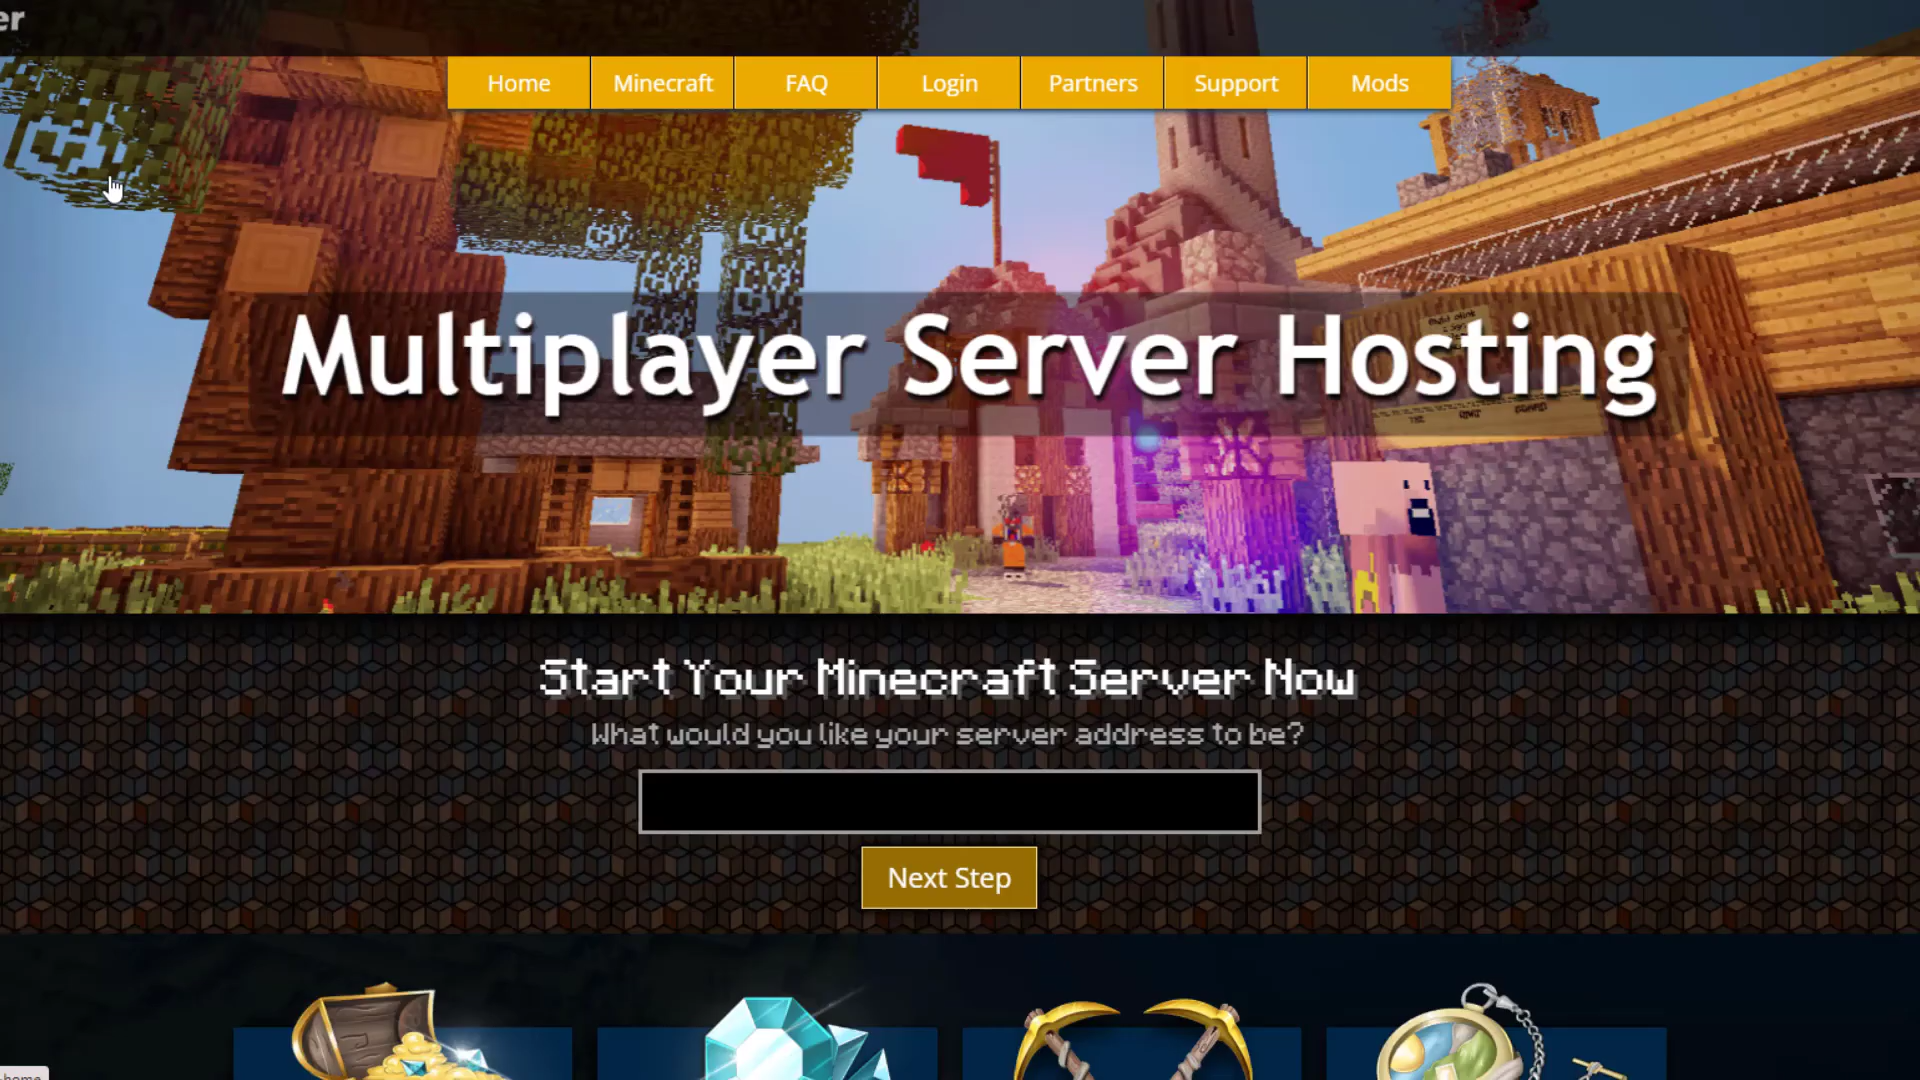 er
Home Minecraft FAQ Login Partners Support Mods
Multiplayer Server Hosting
Start Your Minecraft Server Now
What would you like your server address to be?
Next Step